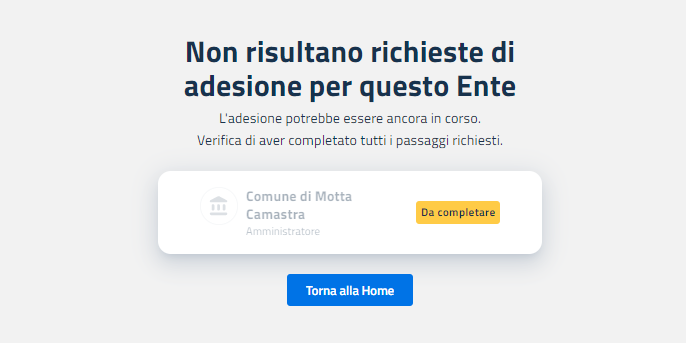 Non risultano richieste di
adesione per questo Ente
L'adesione potrebbe essere ancora in corso.
Verifica di aver completato tutti i passaggi richiesti.
Comune di Motta
Camastra
Amministratore
Da completare
Torna alla Home